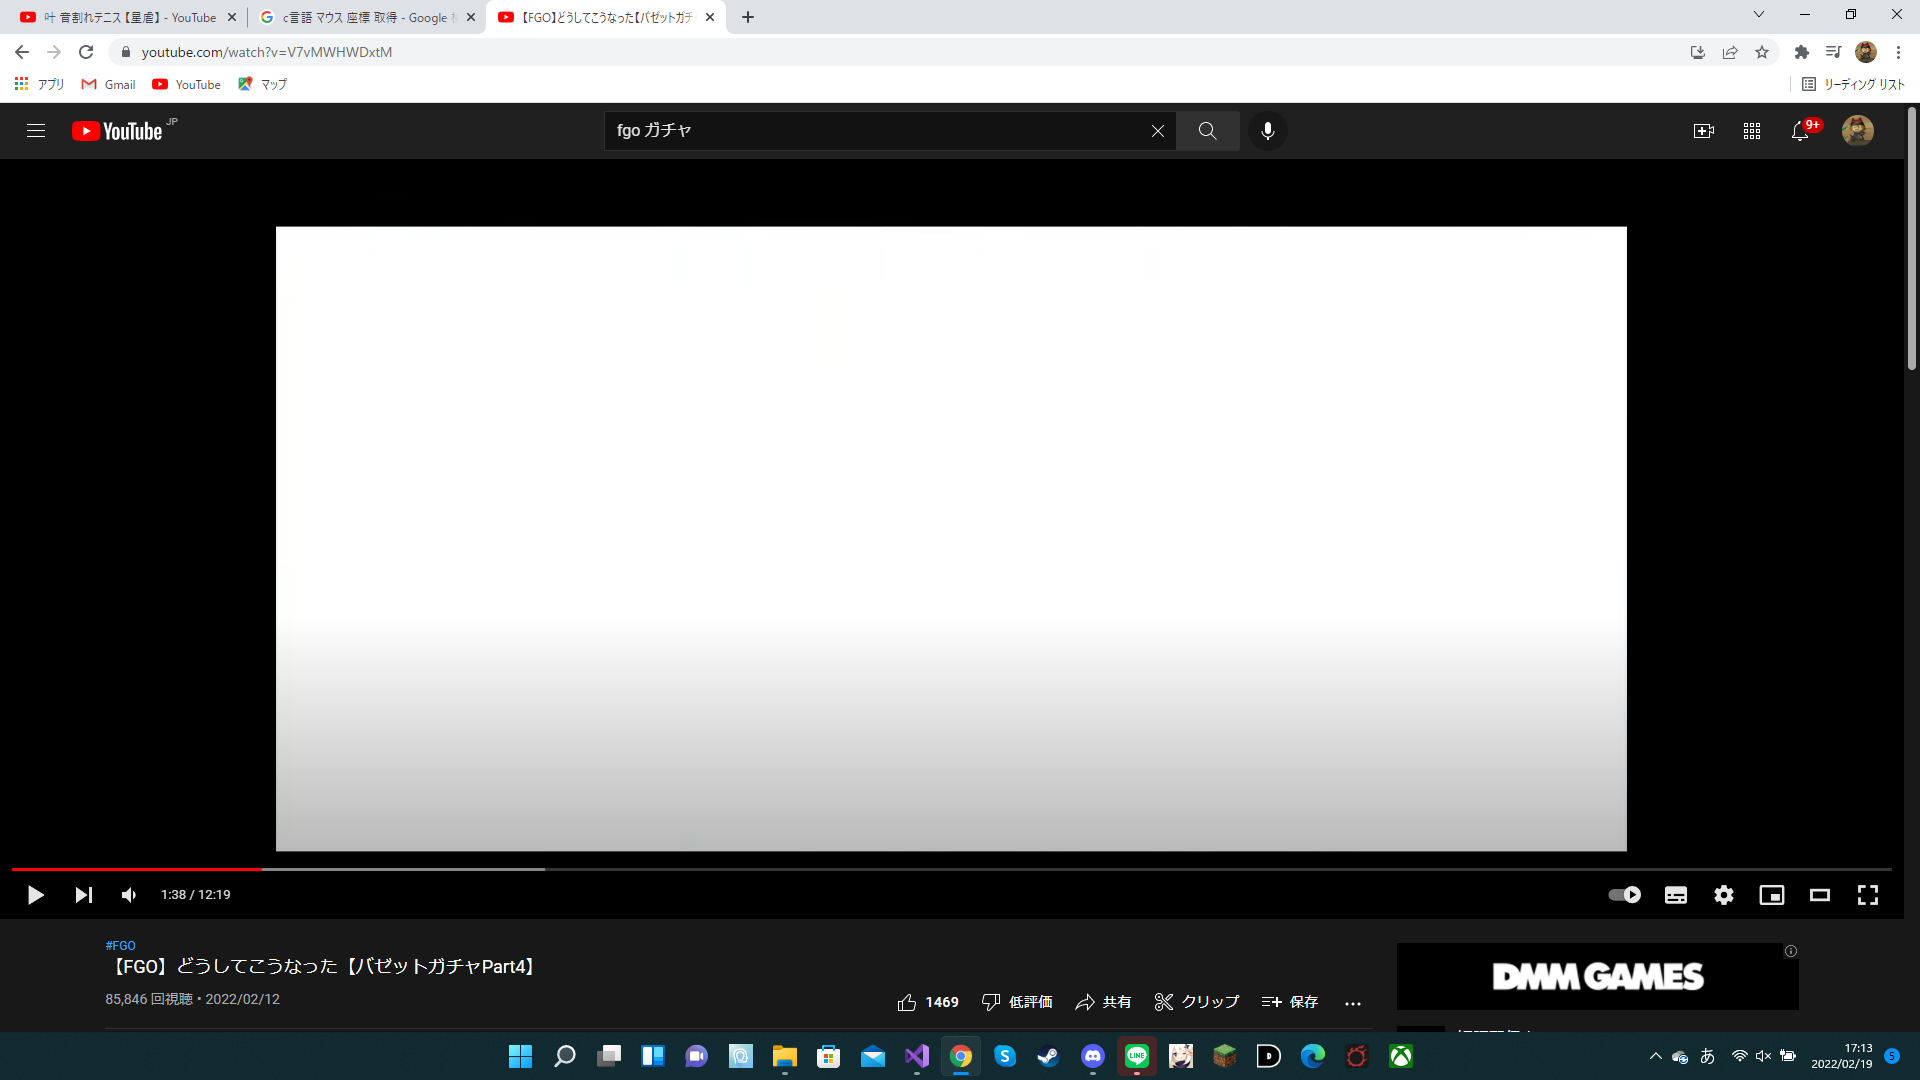 叶 音割れテニス【星虐】 - YouTube
c言語 マウス 座標 取得 - Google
【FGO】どうしてこうなった【バゼットガチ
youtube.com/watch?v=V7vMWHWDxtM
アプリ
Gmail
YouTube
マップ
リーディング リスト
YouTube JP
fgo ガチャ
9+
1:38 / 12:19
#FGO
【FGO】どうしてこうなった【バゼットガチャPart4】
85,846 回視聴・2022/02/12
1469
低評価
共有
クリップ
保存
DMM GAMES
LINE
あ
17:13
2022/02/19
5